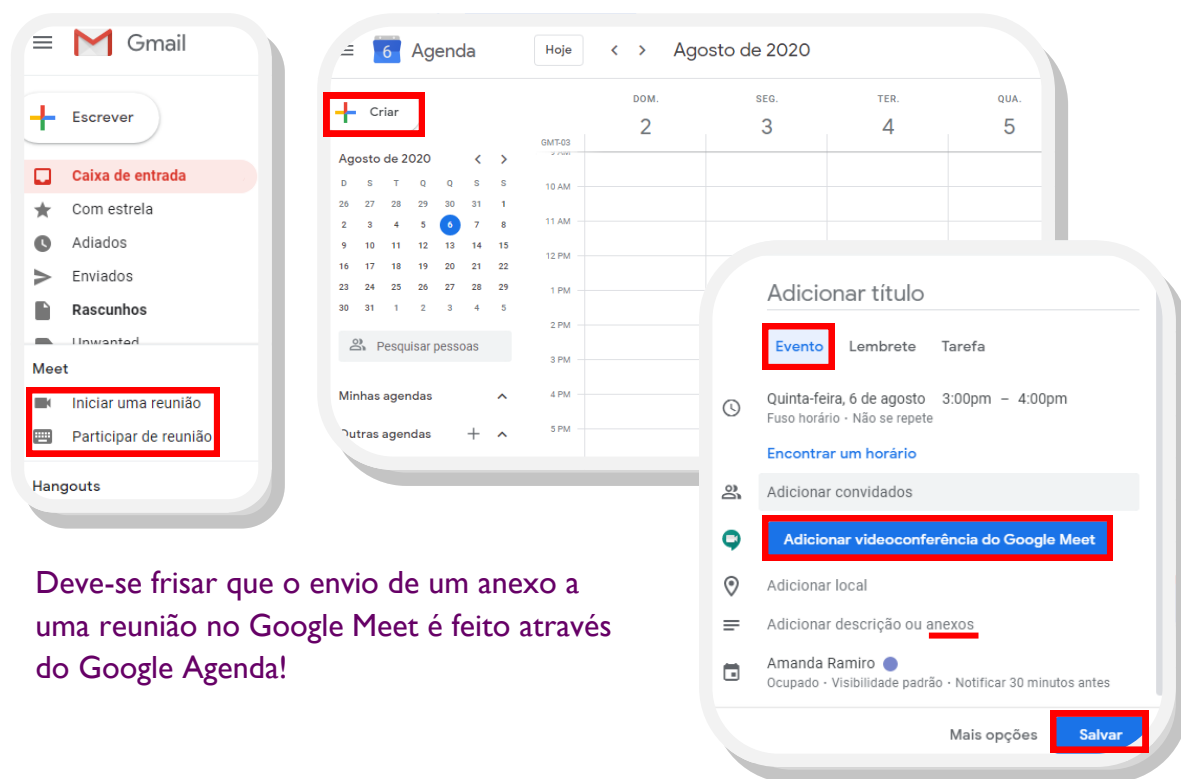 Gmail
Escrever
Caixa de entrada
Com estrela
Adiados
Enviados
Rascunhos
Unwanted
Meet
Iniciar uma reunião
Participar de reunião
Hangouts
6 Agenda Hoje < > Agosto de 2020
Criar
DOM. SEG. TER. QUA.
2 3 4 5
GMT-03
Agosto de 2020 < >
D S T Q Q S S
26 27 28 29 30 31 1
2 3 4 5 6 7 8
9 10 11 12 13 14 15
16 17 18 19 20 21 22
23 24 25 26 27 28 29
30 31 1 2 3 4 5
Pesquisar pessoas
Minhas agendas
Outras agendas
10 AM
11 AM
12 PM
1 PM
2 PM
3 PM
4 PM
5 PM
Adicionar título
Evento Lembrete Tarefa
Quinta-feira, 6 de agosto 3:00pm – 4:00pm
Fuso horário · Não se repete
Encontrar um horário
Adicionar convidados
Adicionar videoconferência do Google Meet
Adicionar local
Adicionar descrição ou anexos
Amanda Ramiro
Ocupado · Visibilidade padrão · Notificar 30 minutos antes
Mais opções Salvar
Deve-se frisar que o envio de um anexo a
uma reunião no Google Meet é feito através
do Google Agenda!